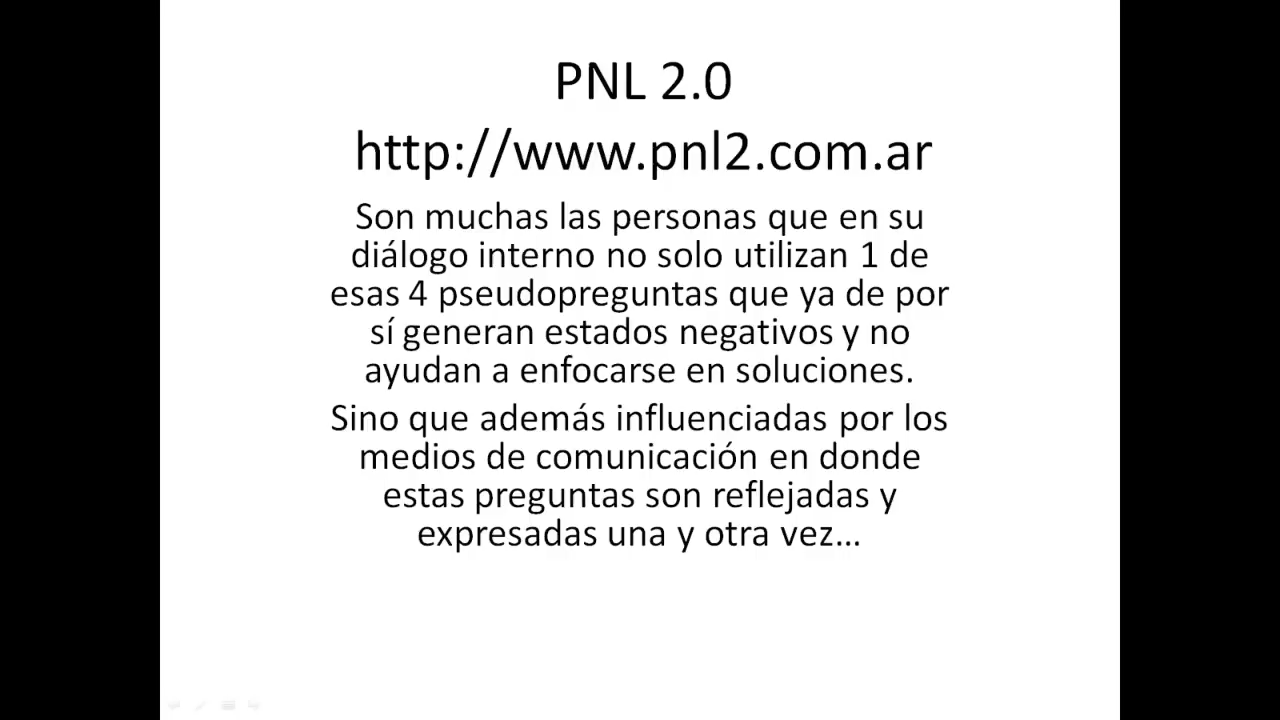 PNL 2.0
http://www.pnl2.com.ar
Son muchas las personas que en su
diálogo interno no solo utilizan 1 de
esas 4 pseudopreguntas que ya de por
sí generan estados negativos y no
ayudan a enfocarse en soluciones.
Sino que además influenciadas por los
medios de comunicación en donde
estas preguntas son reflejadas y
expresadas una y otra vez...